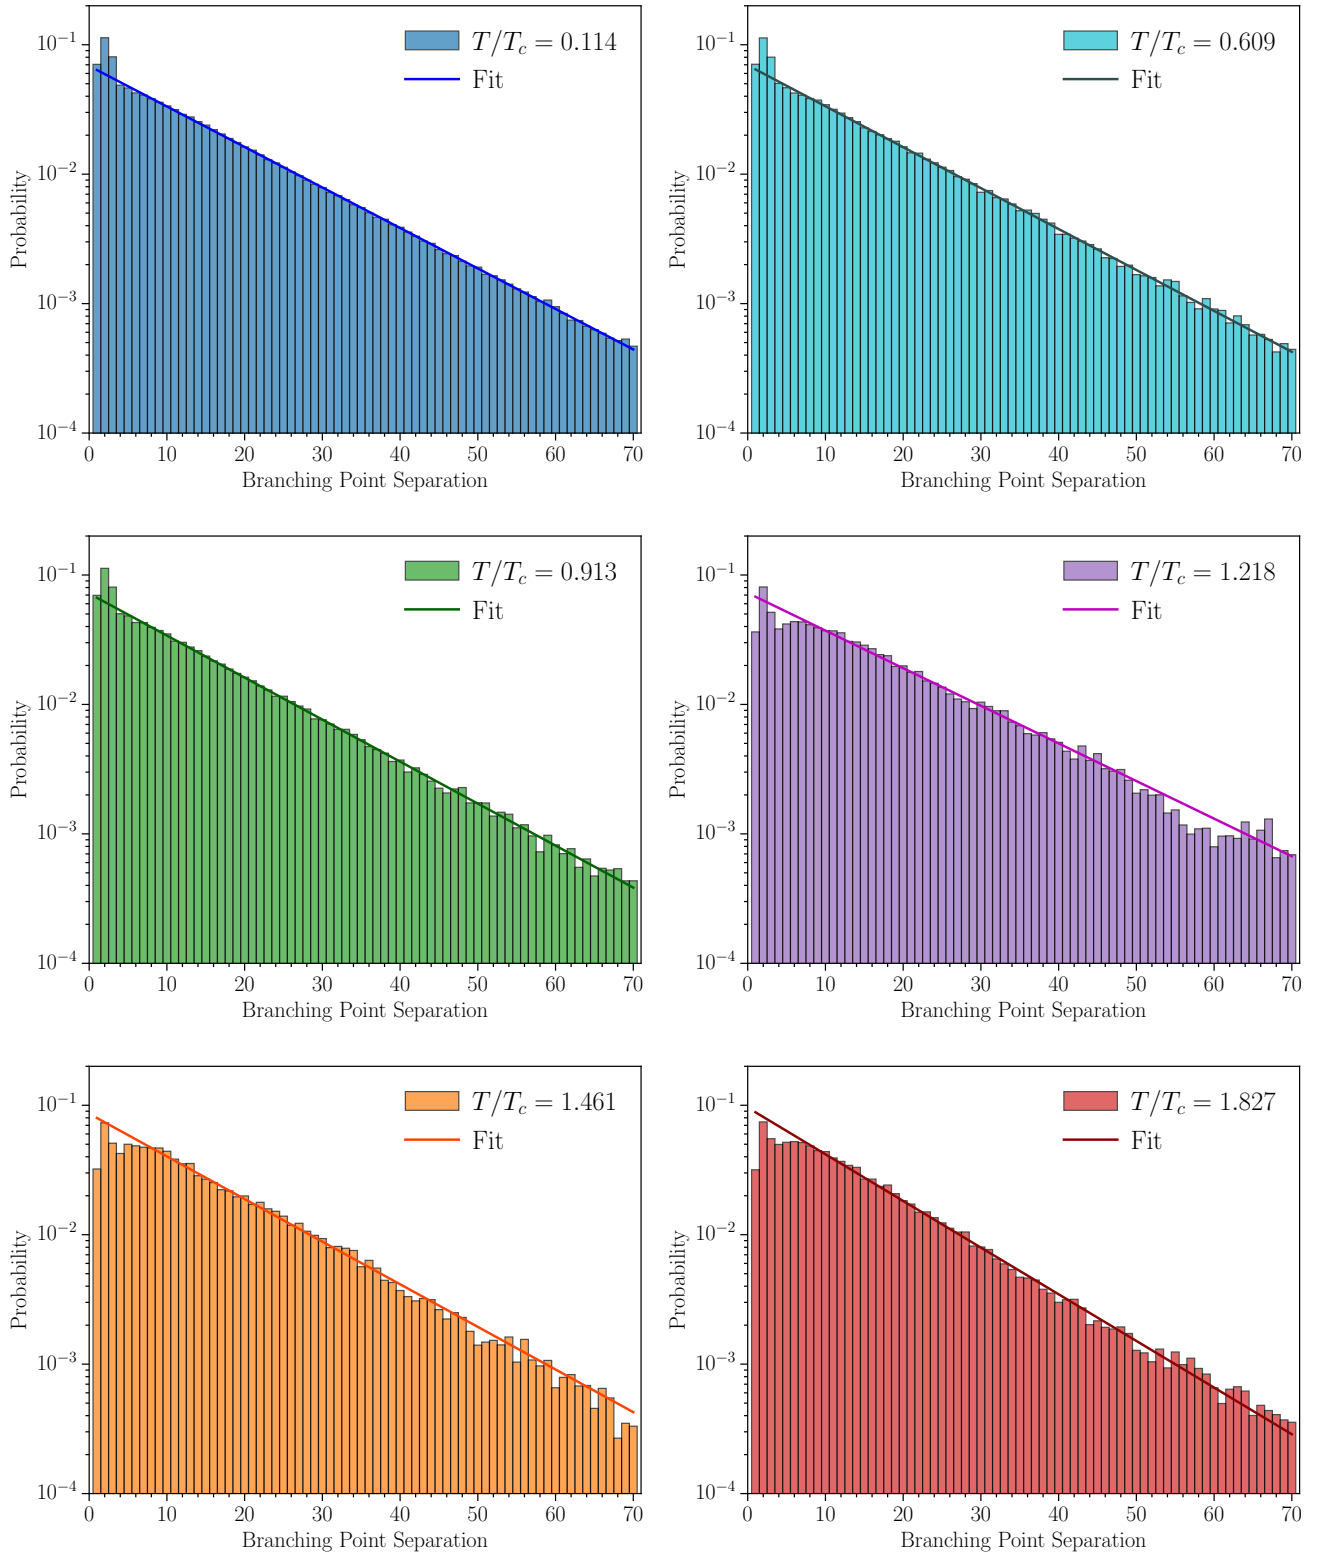 T/T_c = 0.114
Fit
10^{-1}
10^{-2}
10^{-3}
10^{-4}
Probability
0 10 20 30 40 50 60 70
Branching Point Separation
T/T_c = 0.609
Fit
10^{-1}
10^{-2}
10^{-3}
10^{-4}
Probability
0 10 20 30 40 50 60 70
Branching Point Separation
T/T_c = 0.913
Fit
10^{-1}
10^{-2}
10^{-3}
10^{-4}
Probability
0 10 20 30 40 50 60 70
Branching Point Separation
T/T_c = 1.218
Fit
10^{-1}
10^{-2}
10^{-3}
10^{-4}
Probability
0 10 20 30 40 50 60 70
Branching Point Separation
T/T_c = 1.461
Fit
10^{-1}
10^{-2}
10^{-3}
10^{-4}
Probability
0 10 20 30 40 50 60 70
Branching Point Separation
T/T_c = 1.827
Fit
10^{-1}
10^{-2}
10^{-3}
10^{-4}
Probability
0 10 20 30 40 50 60 70
Branching Point Separation